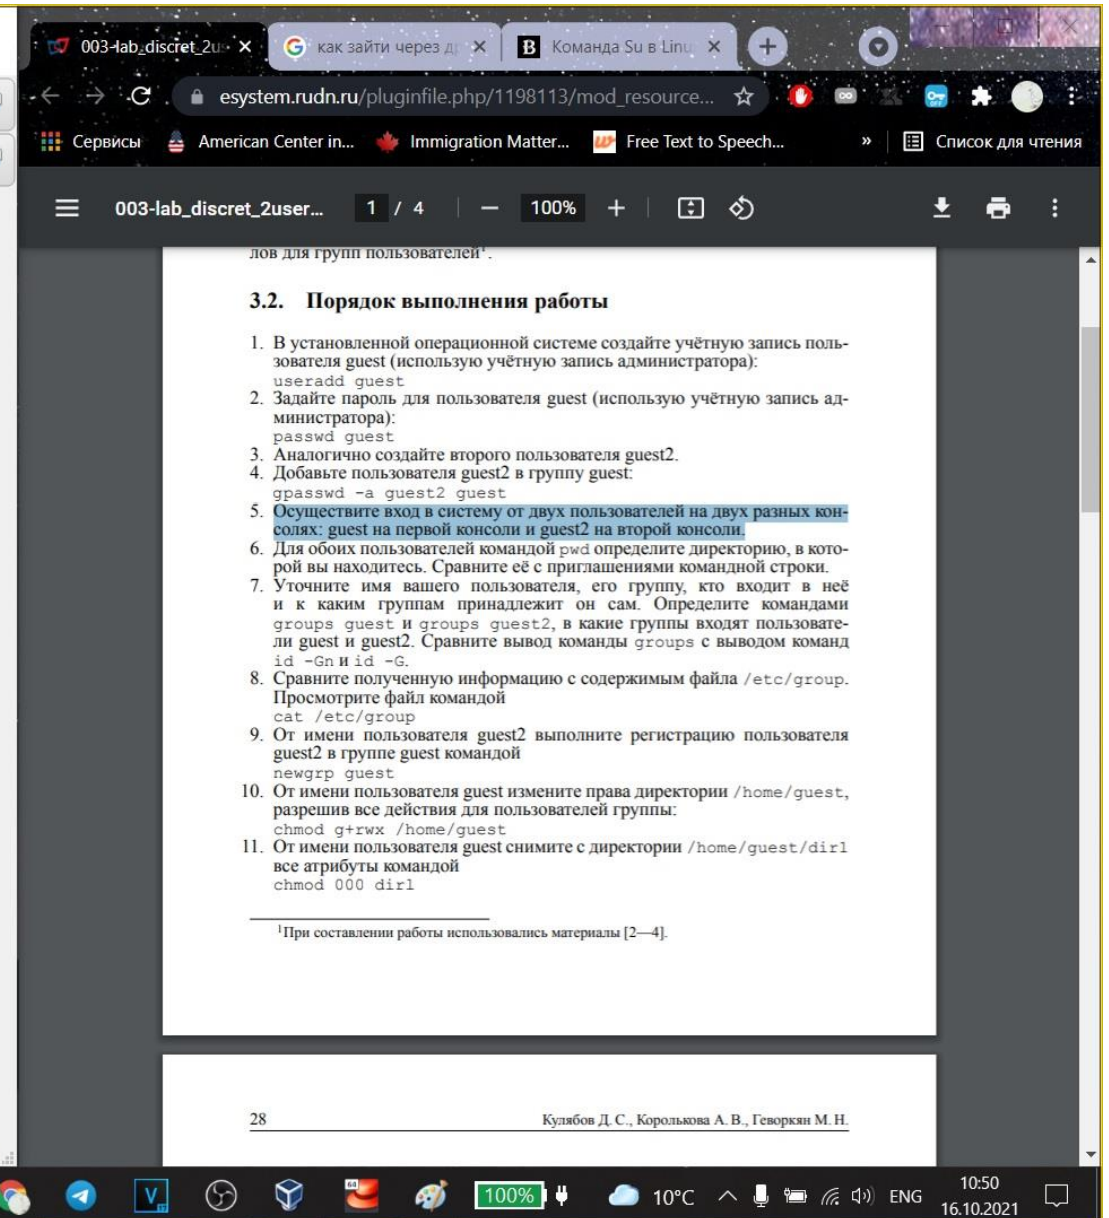 003-lab_discret_2us
как зайти через д
Команда Su в Linu
esystem.rudn.ru/pluginfile.php/1198113/mod_resource...
OFF
Сервисы
American Center in...
Immigration Matter...
Free Text to Speech...
»
Список для чтения
003-lab_discret_2user...
1 / 4
100%
лов для групп пользователей¹.
3.2. Порядок выполнения работы
1. В установленной операционной системе создайте учётную запись поль-
зователя guest (использую учётную запись администратора):
useradd guest
2. Задайте пароль для пользователя guest (использую учётную запись ад-
министратора):
passwd guest
3. Аналогично создайте второго пользователя guest2.
4. Добавьте пользователя guest2 в группу guest:
gpasswd -a guest2 guest
5. Осуществите вход в систему от двух пользователей на двух разных кон-
солях: guest на первой консоли и guest2 на второй консоли.
6. Для обоих пользователей командой pwd определите директорию, в кото-
рой вы находитесь. Сравните её с приглашениями командной строки.
7. Уточните имя вашего пользователя, его группу, кто входит в неё
и к каким группам принадлежит он сам. Определите командами
groups guest и groups guest2, в какие группы входят пользовате-
ли guest и guest2. Сравните вывод команды groups с выводом команд
id -Gn и id -G.
8. Сравните полученную информацию с содержимым файла /etc/group.
Просмотрите файл командой
cat /etc/group
9. От имени пользователя guest2 выполните регистрацию пользователя
guest2 в группе guest командой
newgrp guest
10. От имени пользователя guest измените права директории /home/guest,
разрешив все действия для пользователей группы:
chmod g+rwx /home/guest
11. От имени пользователя guest снимите с директории /home/guest/dir1
все атрибуты командой
chmod 000 dir1
¹При составлении работы использовались материалы [2—4].
28
Кулябов Д. С., Королькова А. В., Геворкян М. Н.
100%
10°C
ENG
10:50
16.10.2021